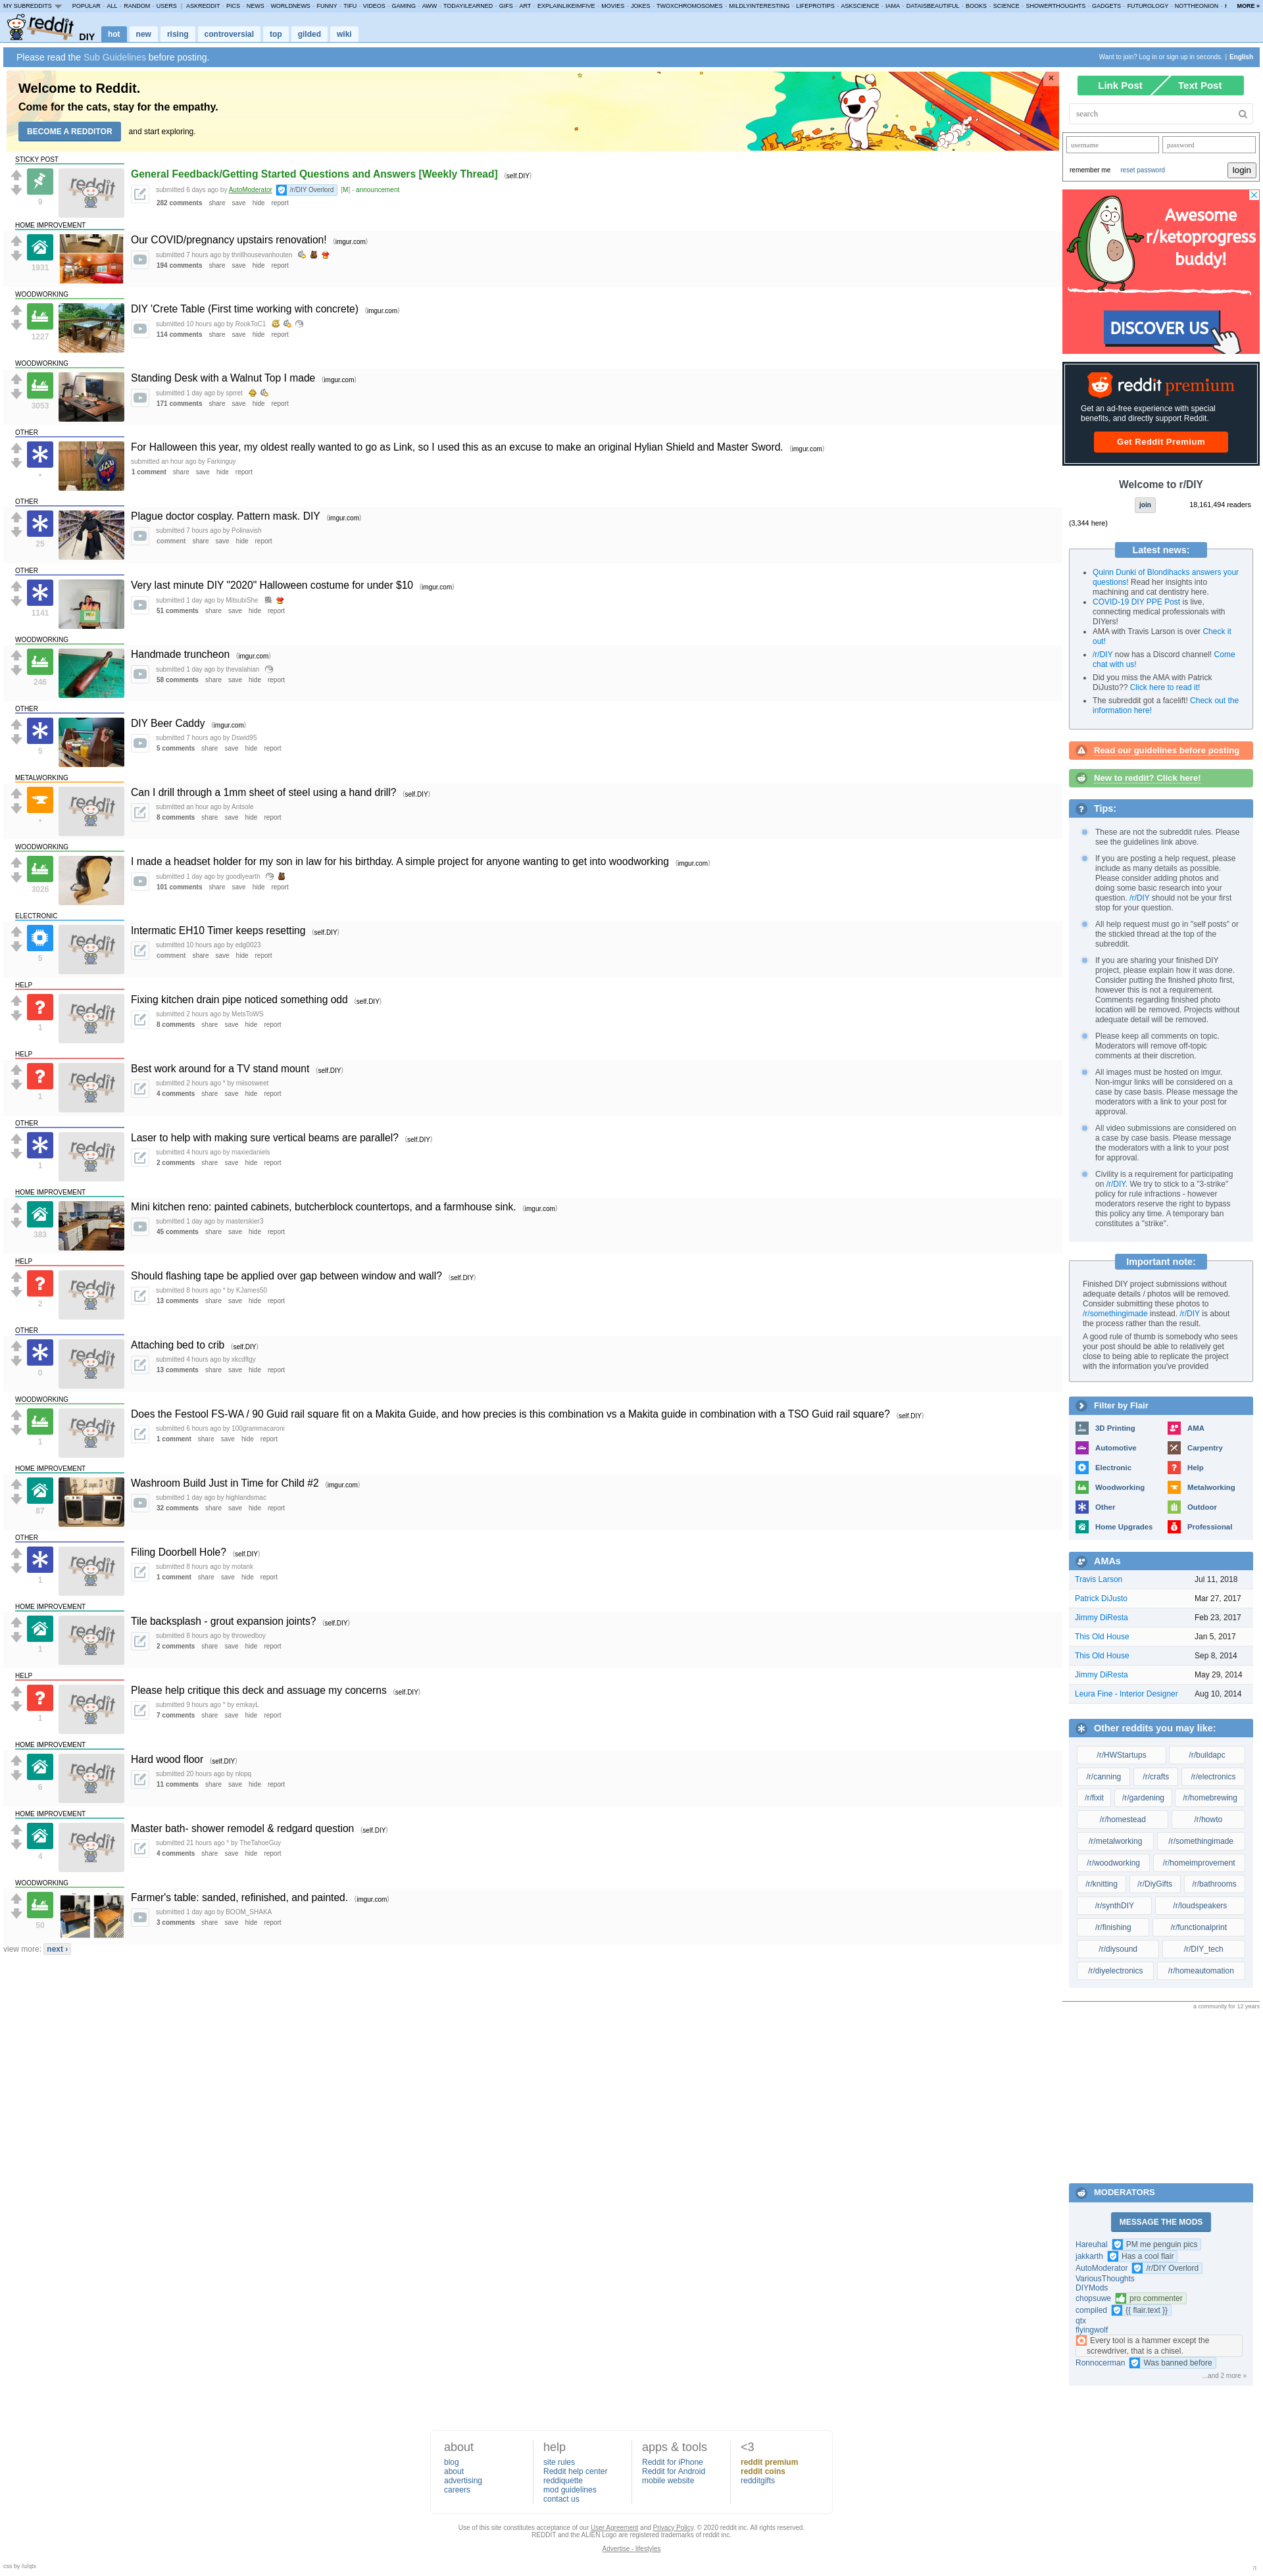 MY SUBREDDITS POPULAR - ALL - RANDOM - USERS | ASKREDDIT - PICS - NEWS - WORLDNEWS - FUNNY - TIFU - VIDEOS - GAMING - AWW - TODAYILEARNED - GIFS - ART - EXPLAINLIKEIMFIVE - MOVIES - JOKES - TWOXCHROMOSOMES - MILDLYINTERESTING - LIFEPROTIPS - ASKSCIENCE - IAMA - DATAISBEAUTIFUL - BOOKS - SCIENCE - SHOWERTHOUGHTS - GADGETS - FUTUROLOGY - NOTTHEONION - MORE »
reddit DIY hot new rising controversial top gilded wiki
Please read the Sub Guidelines before posting.
Want to join? Log in or sign up in seconds. | English
Welcome to Reddit.
Come for the cats, stay for the empathy.
BECOME A REDDITOR and start exploring.
STICKY POST
General Feedback/Getting Started Questions and Answers [Weekly Thread] (self.DIY)
submitted 6 days ago by AutoModerator /r/DIY Overlord [M] - announcement
9
282 comments share save hide report
HOME IMPROVEMENT
Our COVID/pregnancy upstairs renovation! (imgur.com)
submitted 7 hours ago by thrillhousevanhouten
1931
194 comments share save hide report
WOODWORKING
DIY 'Crete Table (First time working with concrete) (imgur.com)
submitted 10 hours ago by RookToC1
1227
114 comments share save hide report
WOODWORKING
Standing Desk with a Walnut Top I made (imgur.com)
submitted 1 day ago by sprret
3053
171 comments share save hide report
OTHER
For Halloween this year, my oldest really wanted to go as Link, so I used this as an excuse to make an original Hylian Shield and Master Sword. (imgur.com)
submitted an hour ago by Farkinguy
•
1 comment share save hide report
OTHER
Plague doctor cosplay. Pattern mask. DIY (imgur.com)
submitted 7 hours ago by Polinavish
25
comment share save hide report
OTHER
Very last minute DIY "2020" Halloween costume for under $10 (imgur.com)
submitted 1 day ago by MitsubiShe
1141
51 comments share save hide report
WOODWORKING
Handmade truncheon (imgur.com)
submitted 1 day ago by thevalahian
246
58 comments share save hide report
OTHER
DIY Beer Caddy (imgur.com)
submitted 7 hours ago by Dswid95
5
5 comments share save hide report
METALWORKING
Can I drill through a 1mm sheet of steel using a hand drill? (self.DIY)
submitted an hour ago by Antsole
•
8 comments share save hide report
WOODWORKING
I made a headset holder for my son in law for his birthday. A simple project for anyone wanting to get into woodworking (imgur.com)
submitted 1 day ago by goodlyearth
3026
101 comments share save hide report
ELECTRONIC
Intermatic EH10 Timer keeps resetting (self.DIY)
submitted 10 hours ago by edg0023
5
comment share save hide report
HELP
Fixing kitchen drain pipe noticed something odd (self.DIY)
submitted 2 hours ago by MetsToWS
1
8 comments share save hide report
HELP
Best work around for a TV stand mount (self.DIY)
submitted 2 hours ago * by miisosweet
1
4 comments share save hide report
OTHER
Laser to help with making sure vertical beams are parallel? (self.DIY)
submitted 4 hours ago by maxiedaniels
1
2 comments share save hide report
HOME IMPROVEMENT
Mini kitchen reno: painted cabinets, butcherblock countertops, and a farmhouse sink. (imgur.com)
submitted 1 day ago by masterskier3
383
45 comments share save hide report
HELP
Should flashing tape be applied over gap between window and wall? (self.DIY)
submitted 8 hours ago * by KJames50
2
13 comments share save hide report
OTHER
Attaching bed to crib (self.DIY)
submitted 4 hours ago by xkcdflgy
0
13 comments share save hide report
WOODWORKING
Does the Festool FS-WA / 90 Guid rail square fit on a Makita Guide, and how precies is this combination vs a Makita guide in combination with a TSO Guid rail square? (self.DIY)
submitted 6 hours ago by 100grammacaroni
1
1 comment share save hide report
HOME IMPROVEMENT
Washroom Build Just in Time for Child #2 (imgur.com)
submitted 1 day ago by highlandsmac
87
32 comments share save hide report
OTHER
Filing Doorbell Hole? (self.DIY)
submitted 8 hours ago by motank
1
1 comment share save hide report
HOME IMPROVEMENT
Tile backsplash - grout expansion joints? (self.DIY)
submitted 8 hours ago by throwedboy
1
2 comments share save hide report
HELP
Please help critique this deck and assuage my concerns (self.DIY)
submitted 9 hours ago * by emkayL
1
7 comments share save hide report
HOME IMPROVEMENT
Hard wood floor (self.DIY)
submitted 20 hours ago by nlopq
6
11 comments share save hide report
HOME IMPROVEMENT
Master bath- shower remodel & redgard question (self.DIY)
submitted 21 hours ago * by TheTahoeGuy
4
4 comments share save hide report
WOODWORKING
Farmer's table: sanded, refinished, and painted. (imgur.com)
submitted 1 day ago by BOOM_SHAKA
50
3 comments share save hide report
view more: next ›
Link Post Text Post
search
username password
remember me reset password login
Awesome
r/ketoprogress
buddy!
DISCOVER US
reddit premium
Get an ad-free experience with special
benefits, and directly support Reddit.
Get Reddit Premium
Welcome to r/DIY
join 18,161,494 readers
(3,344 here)
Latest news:
Quinn Dunki of Blondihacks answers your
questions! Read her insights into
machining and cat dentistry here.
COVID-19 DIY PPE Post is live,
connecting medical professionals with
DIYers!
AMA with Travis Larson is over Check it
out!
/r/DIY now has a Discord channel! Come
chat with us!
Did you miss the AMA with Patrick
DiJusto?? Click here to read it!
The subreddit got a facelift! Check out the
information here!
Read our guidelines before posting
New to reddit? Click here!
Tips:
These are not the subreddit rules. Please
see the guidelines link above.
If you are posting a help request, please
include as many details as possible.
Please consider adding photos and
doing some basic research into your
question. /r/DIY should not be your first
stop for your question.
All help request must go in "self posts" or
the stickied thread at the top of the
subreddit.
If you are sharing your finished DIY
project, please explain how it was done.
Consider putting the finished photo first,
however this is not a requirement.
Comments regarding finished photo
location will be removed. Projects without
adequate detail will be removed.
Please keep all comments on topic.
Moderators will remove off-topic
comments at their discretion.
All images must be hosted on imgur.
Non-imgur links will be considered on a
case by case basis. Please message the
moderators with a link to your post for
approval.
All video submissions are considered on
a case by case basis. Please message
the moderators with a link to your post
for approval.
Civility is a requirement for participating
on /r/DIY. We try to stick to a "3-strike"
policy for rule infractions - however
moderators reserve the right to bypass
this policy any time. A temporary ban
constitutes a "strike".
Important note:
Finished DIY project submissions without
adequate details / photos will be removed.
Consider submitting these photos to
/r/somethingimade instead. /r/DIY is about
the process rather than the result.
A good rule of thumb is somebody who sees
your post should be able to relatively get
close to being able to replicate the project
with the information you've provided
Filter by Flair
3D Printing AMA
Automotive Carpentry
Electronic Help
Woodworking Metalworking
Other Outdoor
Home Upgrades Professional
AMAs
Travis Larson Jul 11, 2018
Patrick DiJusto Mar 27, 2017
Jimmy DiResta Feb 23, 2017
This Old House Jan 5, 2017
This Old House Sep 8, 2014
Jimmy DiResta May 29, 2014
Leura Fine - Interior Designer Aug 10, 2014
Other reddits you may like:
/r/HWStartups /r/buildapc
/r/canning /r/crafts /r/electronics
/r/fixit /r/gardening /r/homebrewing
/r/homestead /r/howto
/r/metalworking /r/somethingimade
/r/woodworking /r/homeimprovement
/r/knitting /r/DiyGifts /r/bathrooms
/r/synthDIY /r/loudspeakers
/r/finishing /r/functionalprint
/r/diysound /r/DIY_tech
/r/diyelectronics /r/homeautomation
a community for 12 years
MODERATORS
MESSAGE THE MODS
Hareuhal PM me penguin pics
jakkarth Has a cool flair
AutoModerator /r/DIY Overlord
VariousThoughts
DIYMods
chopsuwe pro commenter
compiled {{ flair.text }}
qtx
flyingwolf
Every tool is a hammer except the
screwdriver, that is a chisel.
Ronnocerman Was banned before
...and 2 more »
about
blog
about
advertising
careers
help
site rules
Reddit help center
reddiquette
mod guidelines
contact us
apps & tools
Reddit for iPhone
Reddit for Android
mobile website
<3
reddit premium
reddit coins
redditgifts
Use of this site constitutes acceptance of our User Agreement and Privacy Policy. © 2020 reddit inc. All rights reserved.
REDDIT and the ALIEN Logo are registered trademarks of reddit inc.
Advertise - lifestyles
css by /u/qtx
π